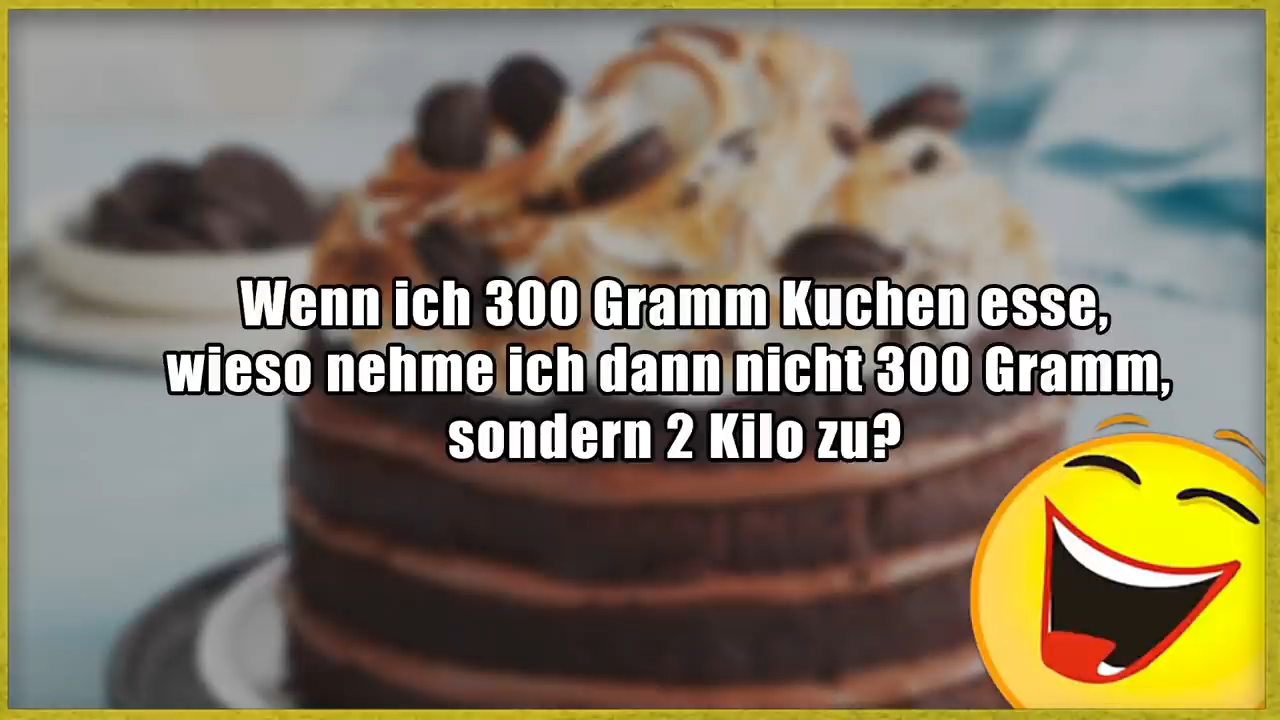 Wenn ich 300 Gramm Kuchen esse,
wieso nehme ich dann nicht 300 Gramm,
sondern 2 Kilo zu?